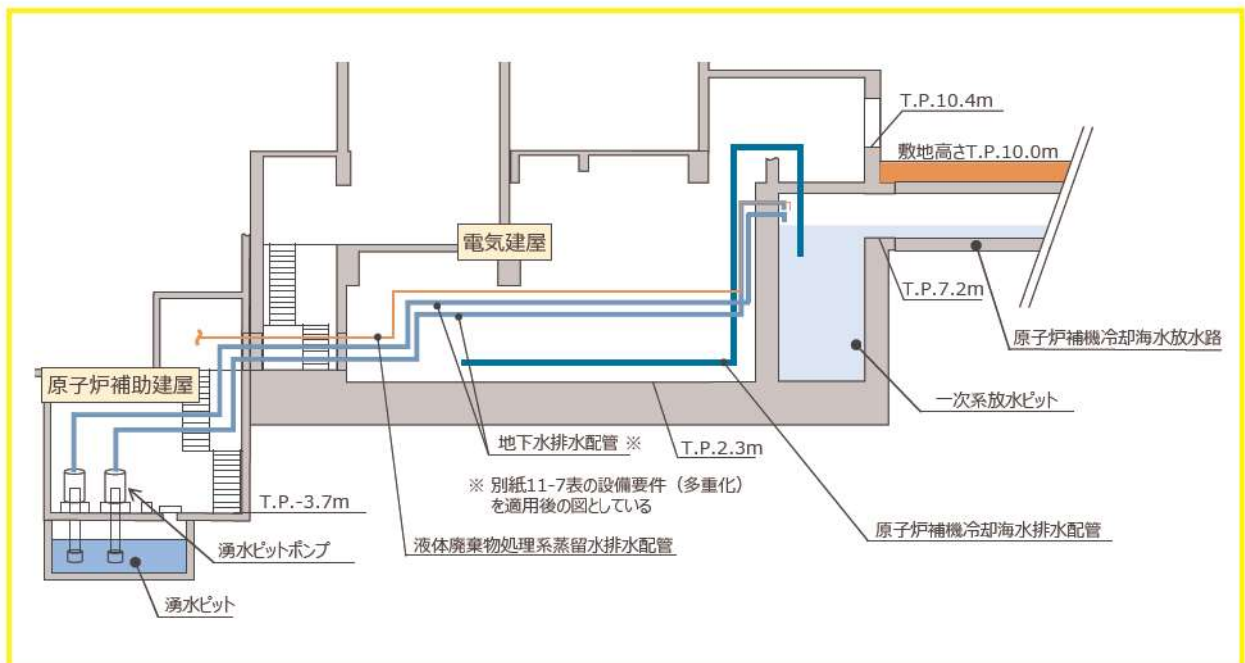 T.P.10.4m
敷地高さT.P.10.0m
電気建屋
T.P.7.2m
原子炉補機冷却海水放水路
原子炉補助建屋
一次系放水ピット
地下水排水配管 ※
T.P.2.3m
※ 別紙11-7表の設備要件（多重化）
を適用後の図としている
T.P.-3.7m
原子炉補機冷却海水排水配管
湧水ピットポンプ
液体廃棄物処理系蒸留水排水配管
湧水ピット